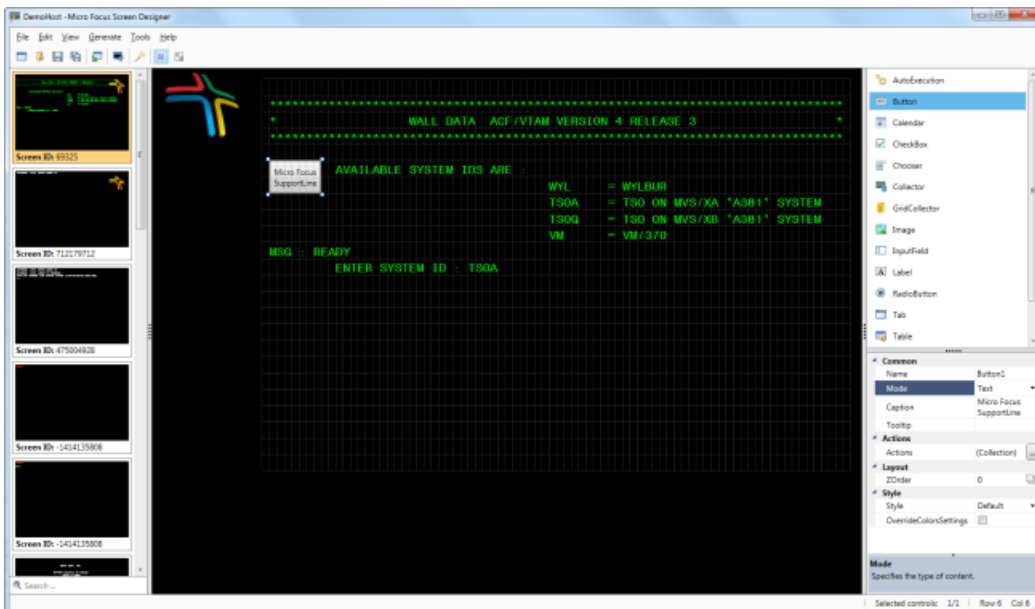 DemoHost - Micro Focus Screen Designer
File Edit View Generate Tools Help
Screen ID: 69325
Screen ID: 712179712
Screen ID: 475004928
Screen ID: -1414135808
Screen ID: -1414135808
Search ...
****************************************************************************
* WALL DATA ACF/VTAM VERSION 4 RELEASE 3 *
****************************************************************************
Micro Focus
SupportLine
AVAILABLE SYSTEM IDS ARE :
WYL = WYLBUR
TSOA = TSO ON MVS/XA "A381" SYSTEM
TSOQ = TSO ON MVS/XB "A381" SYSTEM
VM = VM/370
MSG : READY
ENTER SYSTEM ID : TSOA
AutoExecution
Button
Calendar
CheckBox
Chooser
Collector
GridCollector
Image
InputField
Label
RadioButton
Tab
Table
Common
Name Button1
Mode Text
Caption Micro Focus
SupportLine
Tooltip
Actions
Actions (Collection) ...
Layout
ZOrder 0
Style
Style Default
OverrideColorsSettings
Mode
Specifies the type of content.
Selected controls: 1/1 Row 6 Col 6